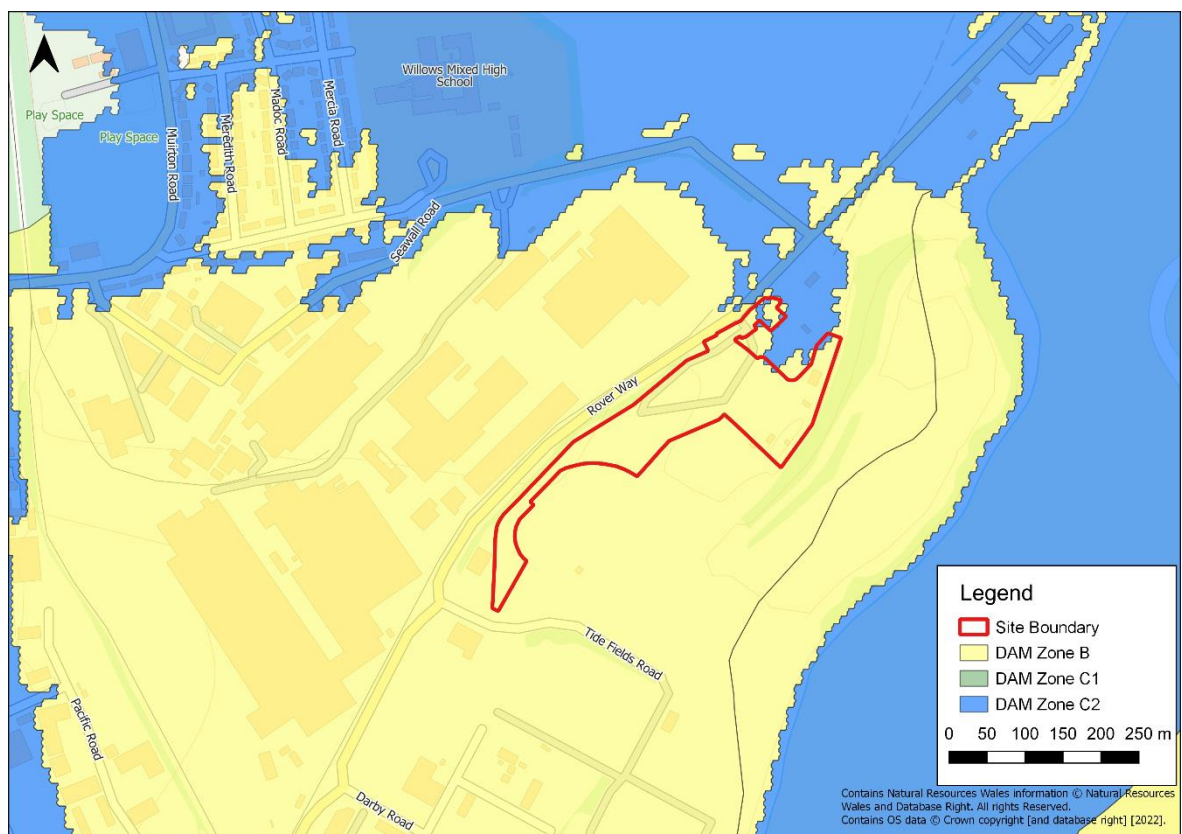 Willows Mixed High
School
Play Space
Play Space
Muirton Road
Meredith Road
Madoc Road
Mercia Road
Seawall Road
Rover Way
Tide Fields Road
Pacific Road
Darby Road
Legend
Site Boundary
DAM Zone B
DAM Zone C1
DAM Zone C2
0 50 100 150 200 250 m
Contains Natural Resources Wales information © Natural Resources
Wales and Database Right. All rights Reserved.
Contains OS data © Crown copyright [and database right] [2022].